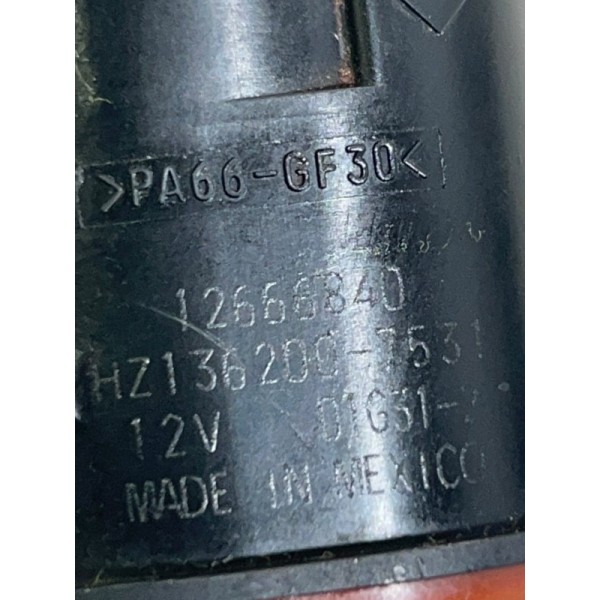 >PA66-GF30<
12668840
HZ136200-7531
12V
MADE IN MEXICO